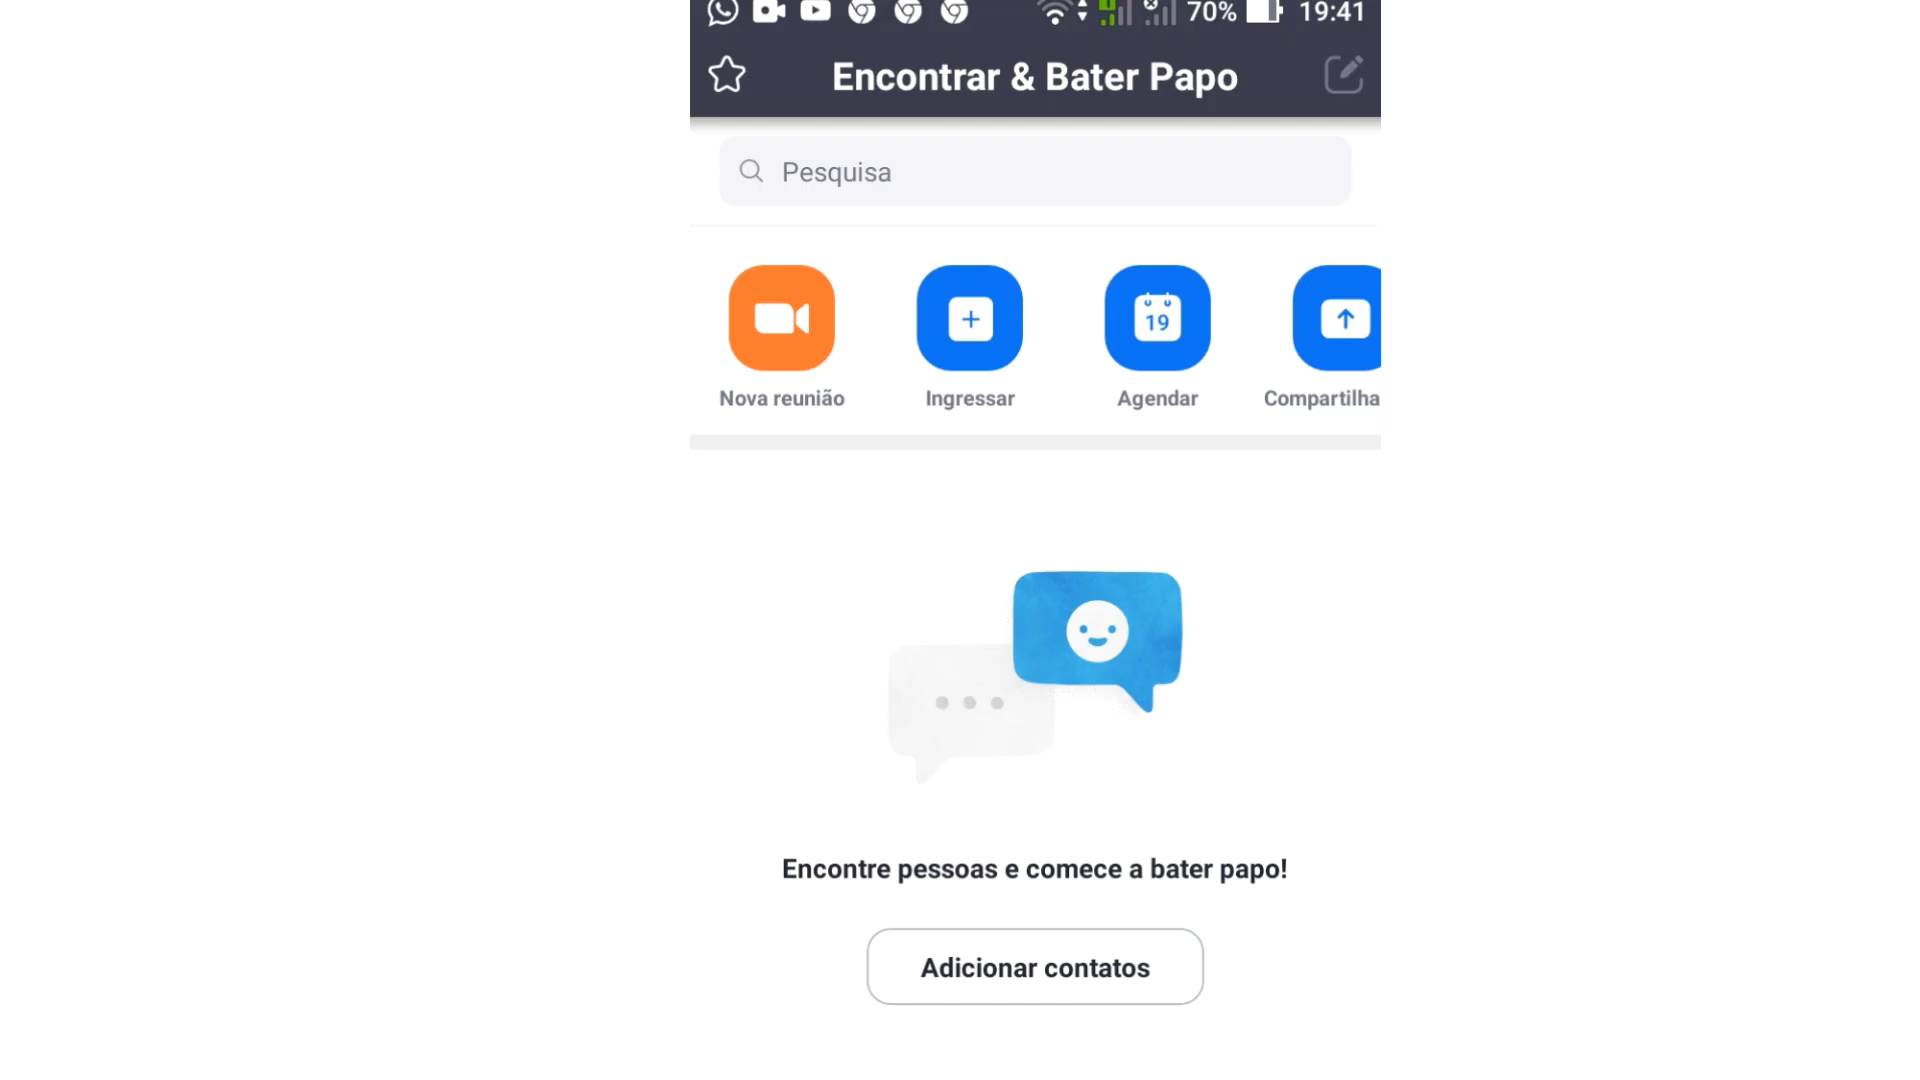 70% 19:41
Encontrar & Bater Papo
Pesquisa
19
Nova reunião Ingressar Agendar Compartilha
Encontre pessoas e comece a bater papo!
Adicionar contatos